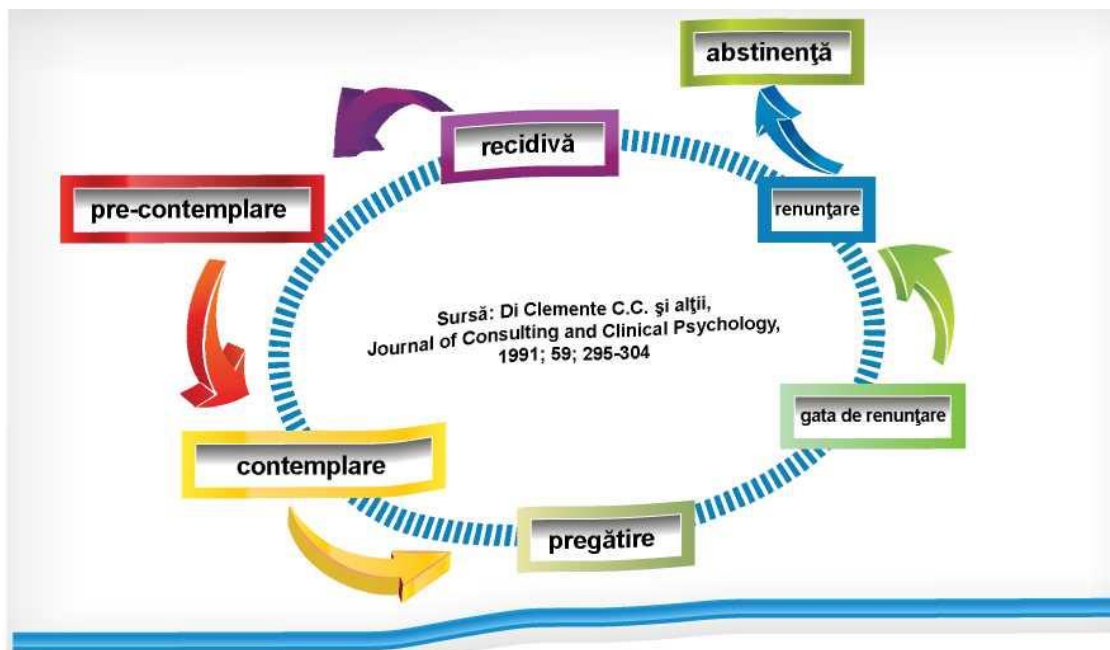 abstinenţă
recidivă
pre-contemplare
renunţare
Sursă: Di Clemente C.C. şi alţii,
Journal of Consulting and Clinical Psychology,
1991; 59; 295-304
gata de renunţare
contemplare
pregătire